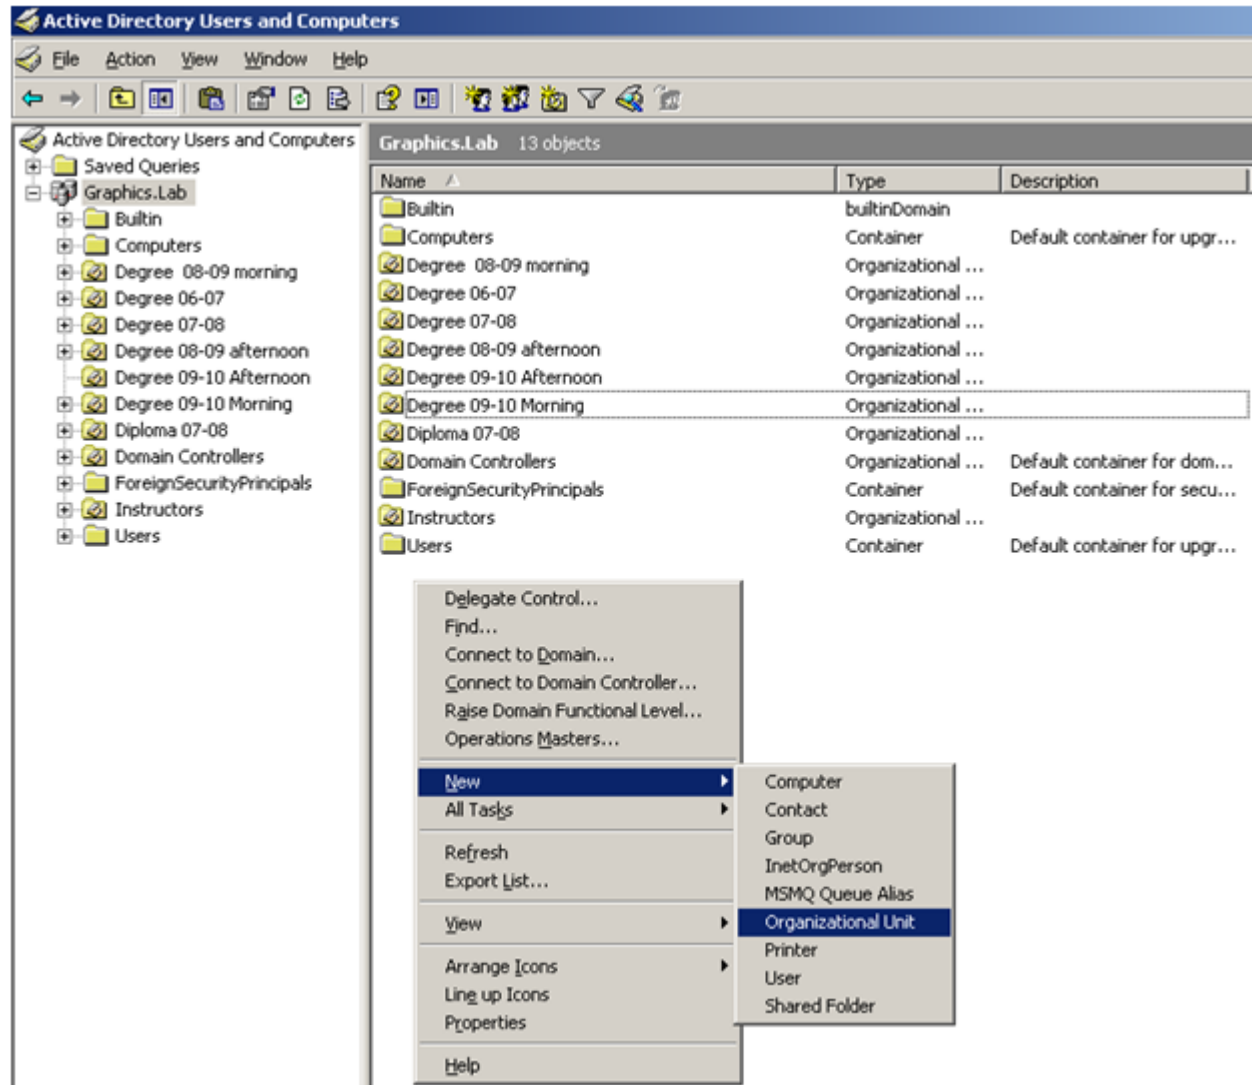 Active Directory Users and Computers
File Action View Window Help
Active Directory Users and Computers
Saved Queries
Graphics.Lab
Builtin
Computers
Degree  08-09 morning
Degree 06-07
Degree 07-08
Degree 08-09 afternoon
Degree 09-10 Afternoon
Degree 09-10 Morning
Diploma 07-08
Domain Controllers
ForeignSecurityPrincipals
Instructors
Users
Graphics.Lab 13 objects
Name Type Description
Builtin builtinDomain
Computers Container Default container for upgr...
Degree  08-09 morning Organizational ...
Degree 06-07 Organizational ...
Degree 07-08 Organizational ...
Degree 08-09 afternoon Organizational ...
Degree 09-10 Afternoon Organizational ...
Degree 09-10 Morning Organizational ...
Diploma 07-08 Organizational ...
Domain Controllers Organizational ... Default container for dom...
ForeignSecurityPrincipals Container Default container for secu...
Instructors Organizational ...
Users Container Default container for upgr...
Delegate Control...
Find...
Connect to Domain...
Connect to Domain Controller...
Raise Domain Functional Level...
Operations Masters...
New
All Tasks
Refresh
Export List...
View
Arrange Icons
Line up Icons
Properties
Help
Computer
Contact
Group
InetOrgPerson
MSMQ Queue Alias
Organizational Unit
Printer
User
Shared Folder